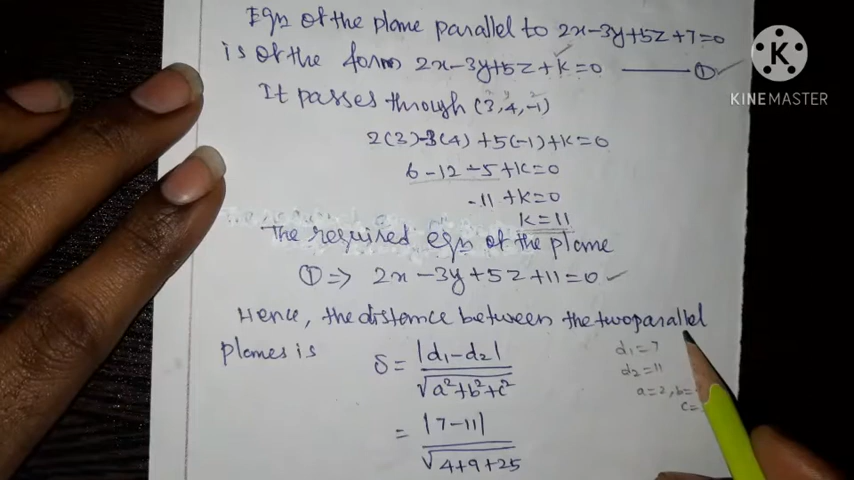 Eqn of the plane parallel to 2x-3y+5z+7=0
is of the form 2x-3y+5z+k=0 ——— ①
It passes through (3,4,-1)
2(3)-3(4)+5(-1)+k=0
6-12-5+k=0
-11+k=0
k=11
The required eqn of the plane
①⇒ 2x-3y+5z+11=0
Hence, the distance between the two parallel
planes is δ = |d₁-d₂| / √a²+b²+c²
d₁=7
d₂=11
a=2, b=
c=
= |7-11| / √4+9+25
KINEMASTER